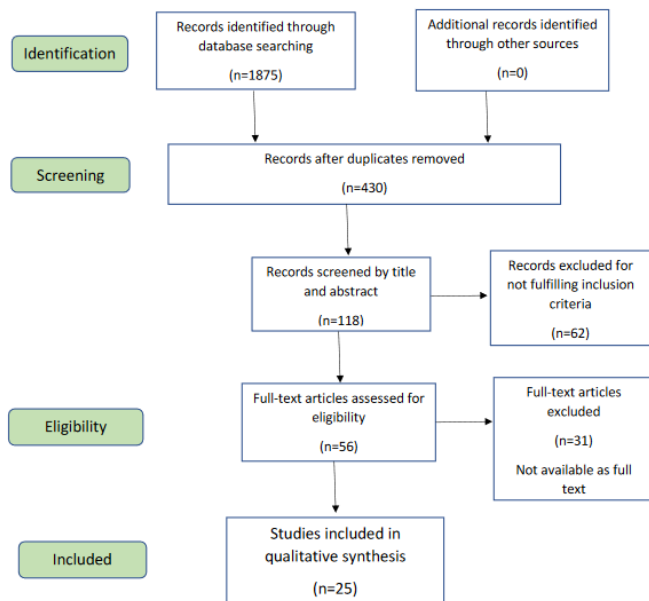 Identification
Records identified through
database searching
(n=1875)
Additional records identified
through other sources
(n=0)
Screening
Records after duplicates removed
(n=430)
Records screened by title
and abstract
(n=118)
Records excluded for
not fulfilling inclusion
criteria
(n=62)
Eligibility
Full-text articles assessed for
eligibility
(n=56)
Full-text articles
excluded
(n=31)
Not available as full
text
Included
Studies included in
qualitative synthesis
(n=25)